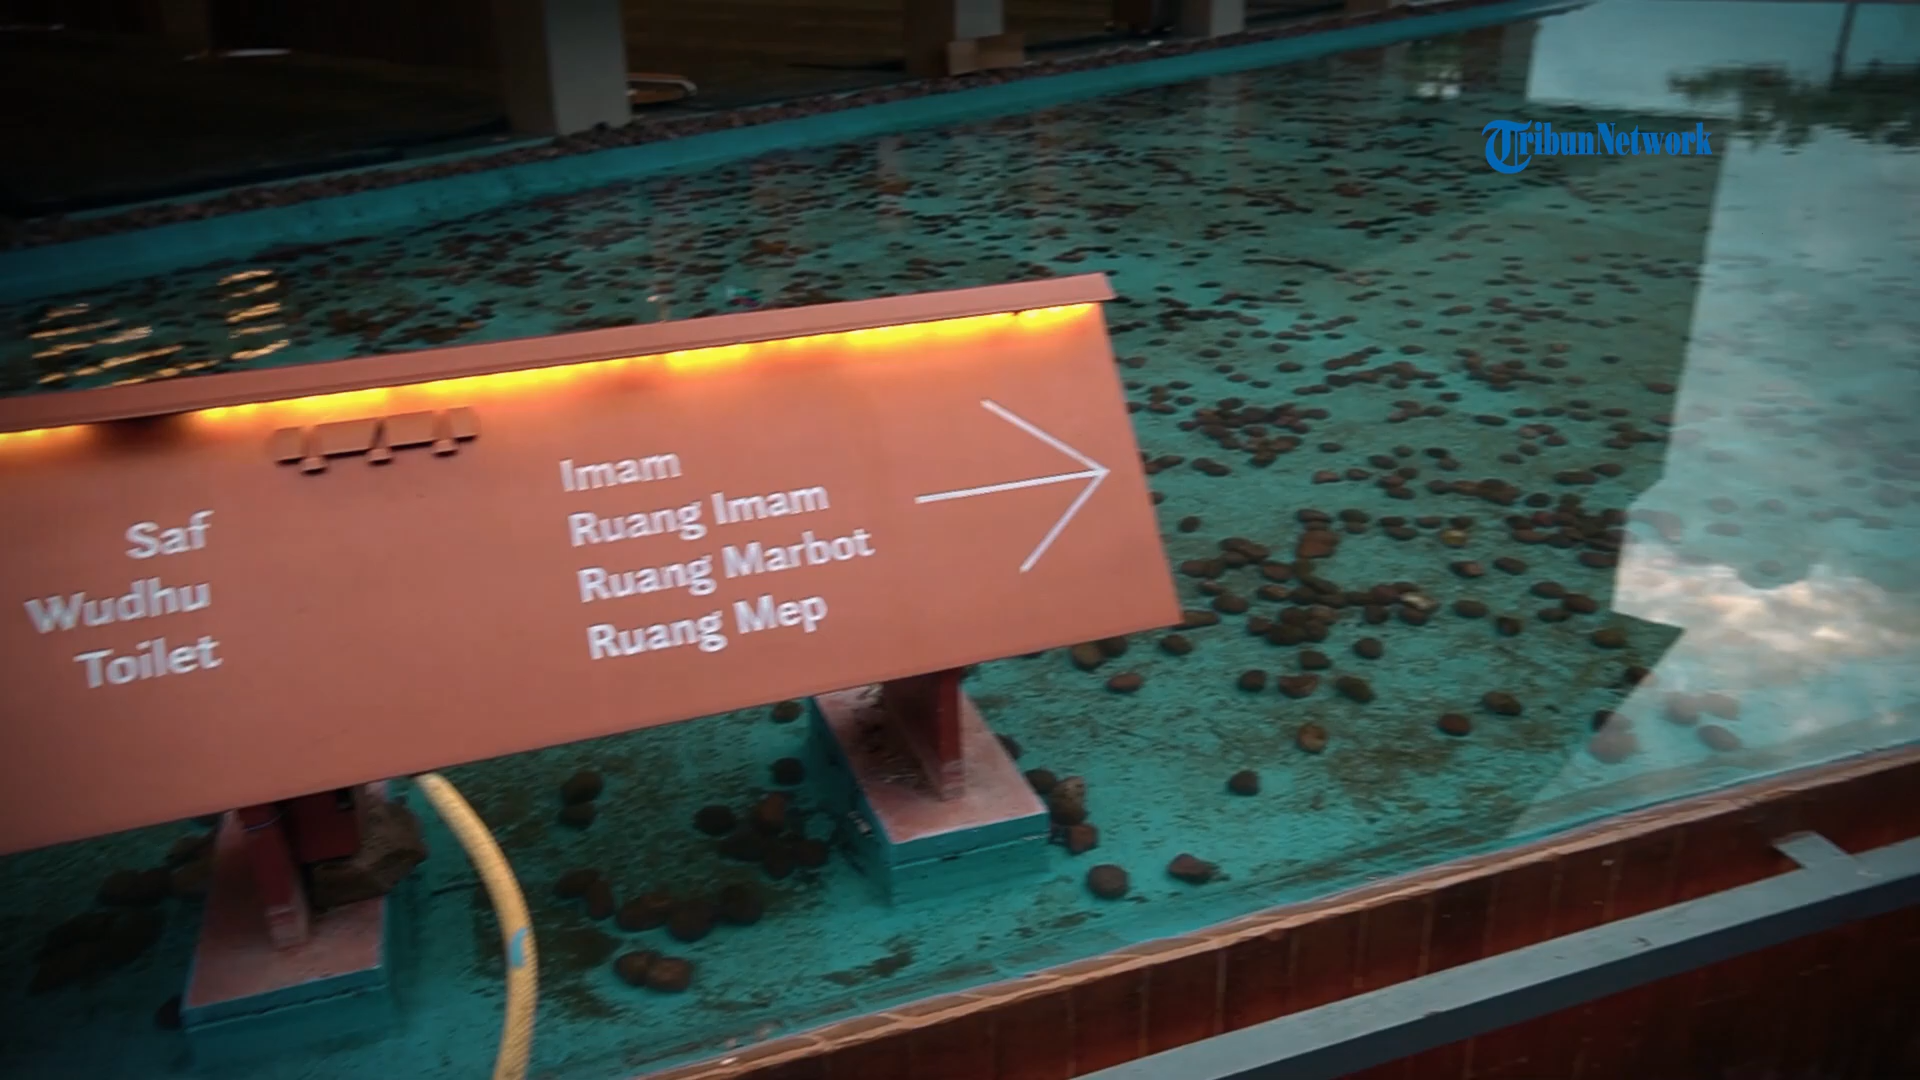 TribunNetwork
Saf
Wudhu
Toilet
Imam
Ruang Imam
Ruang Marbot
Ruang Mep